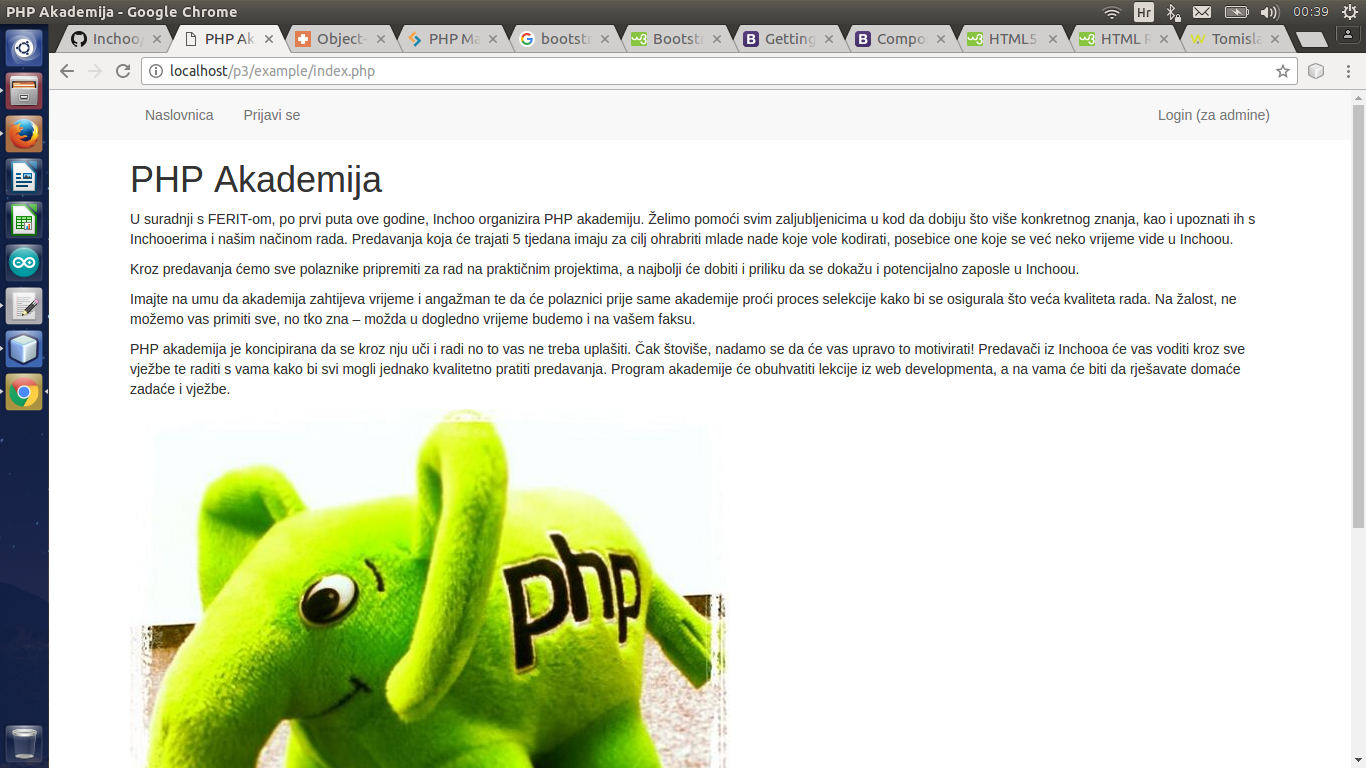 PHP Akademija - Google Chrome
Hr
00:39
Inchoo/
PHP Ak
Object-
PHP Ma
bootstr
Bootstr
Getting
Compo
HTML5
HTML R
Tomisla
localhost/p3/example/index.php
Naslovnica
Prijavi se
Login (za admine)
PHP Akademija
U suradnji s FERIT-om, po prvi puta ove godine, Inchoo organizira PHP akademiju. Želimo pomoći svim zaljubljenicima u kod da dobiju što više konkretnog znanja, kao i upoznati ih s
Inchooerima i našim načinom rada. Predavanja koja će trajati 5 tjedana imaju za cilj ohrabriti mlade nade koje vole kodirati, posebice one koje se već neko vrijeme vide u Inchoou.
Kroz predavanja ćemo sve polaznike pripremiti za rad na praktičnim projektima, a najbolji će dobiti i priliku da se dokažu i potencijalno zaposle u Inchoou.
Imajte na umu da akademija zahtijeva vrijeme i angažman te da će polaznici prije same akademije proći proces selekcije kako bi se osigurala što veća kvaliteta rada. Na žalost, ne
možemo vas primiti sve, no tko zna – možda u dogledno vrijeme budemo i na vašem faksu.
PHP akademija je koncipirana da se kroz nju uči i radi no to vas ne treba uplašiti. Čak štoviše, nadamo se da će vas upravo to motivirati! Predavači iz Inchooa će vas voditi kroz sve
vježbe te raditi s vama kako bi svi mogli jednako kvalitetno pratiti predavanja. Program akademije će obuhvatiti lekcije iz web developmenta, a na vama će biti da rješavate domaće
zadaće i vježbe.
php